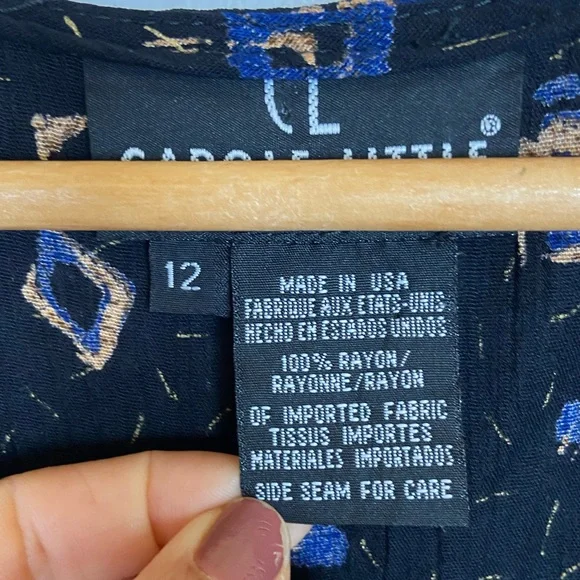 CL
CAROLE LITTLE ®
12
MADE IN USA
FABRIQUE AUX ETATS-UNIS
HECHO EN ESTADOS UNIDOS
100% RAYON/
RAYONNE/RAYON
OF IMPORTED FABRIC
TISSUS IMPORTES
MATERIALES IMPORTADOS
SIDE SEAM FOR CARE